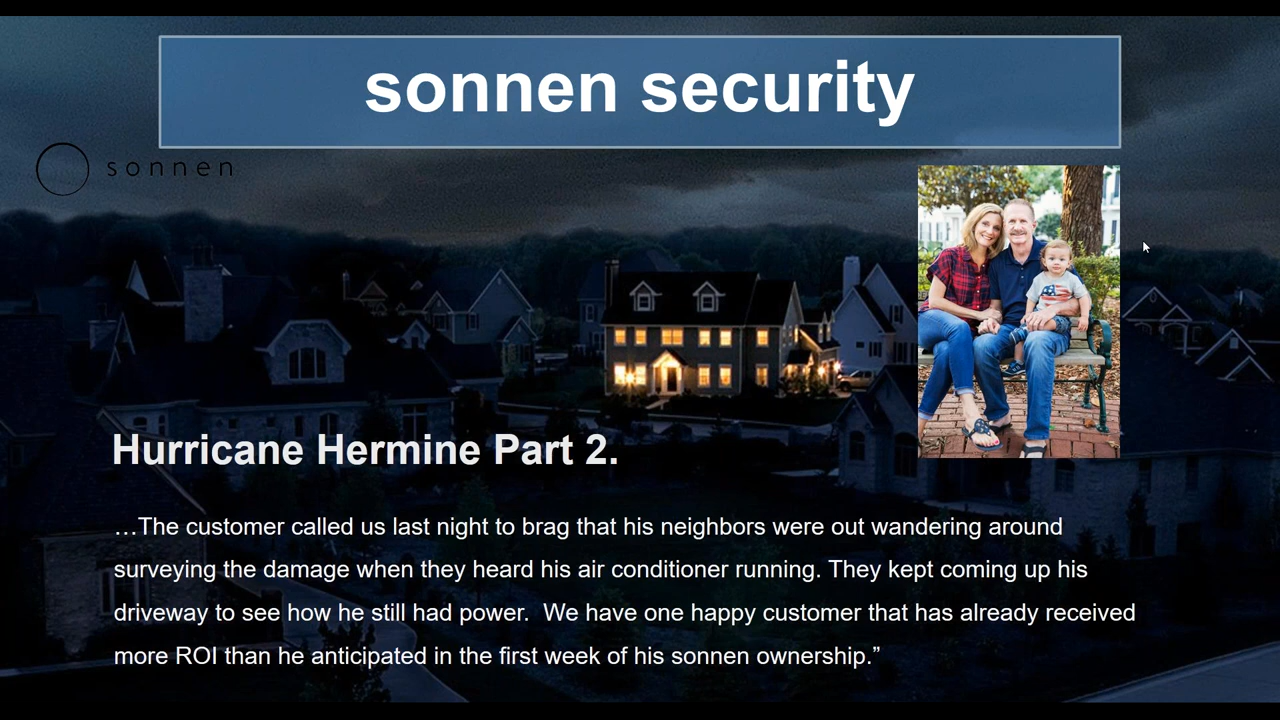 sonnen security
sonnen
Hurricane Hermine Part 2.
…The customer called us last night to brag that his neighbors were out wandering around
surveying the damage when they heard his air conditioner running. They kept coming up his
driveway to see how he still had power.  We have one happy customer that has already received
more ROI than he anticipated in the first week of his sonnen ownership.”